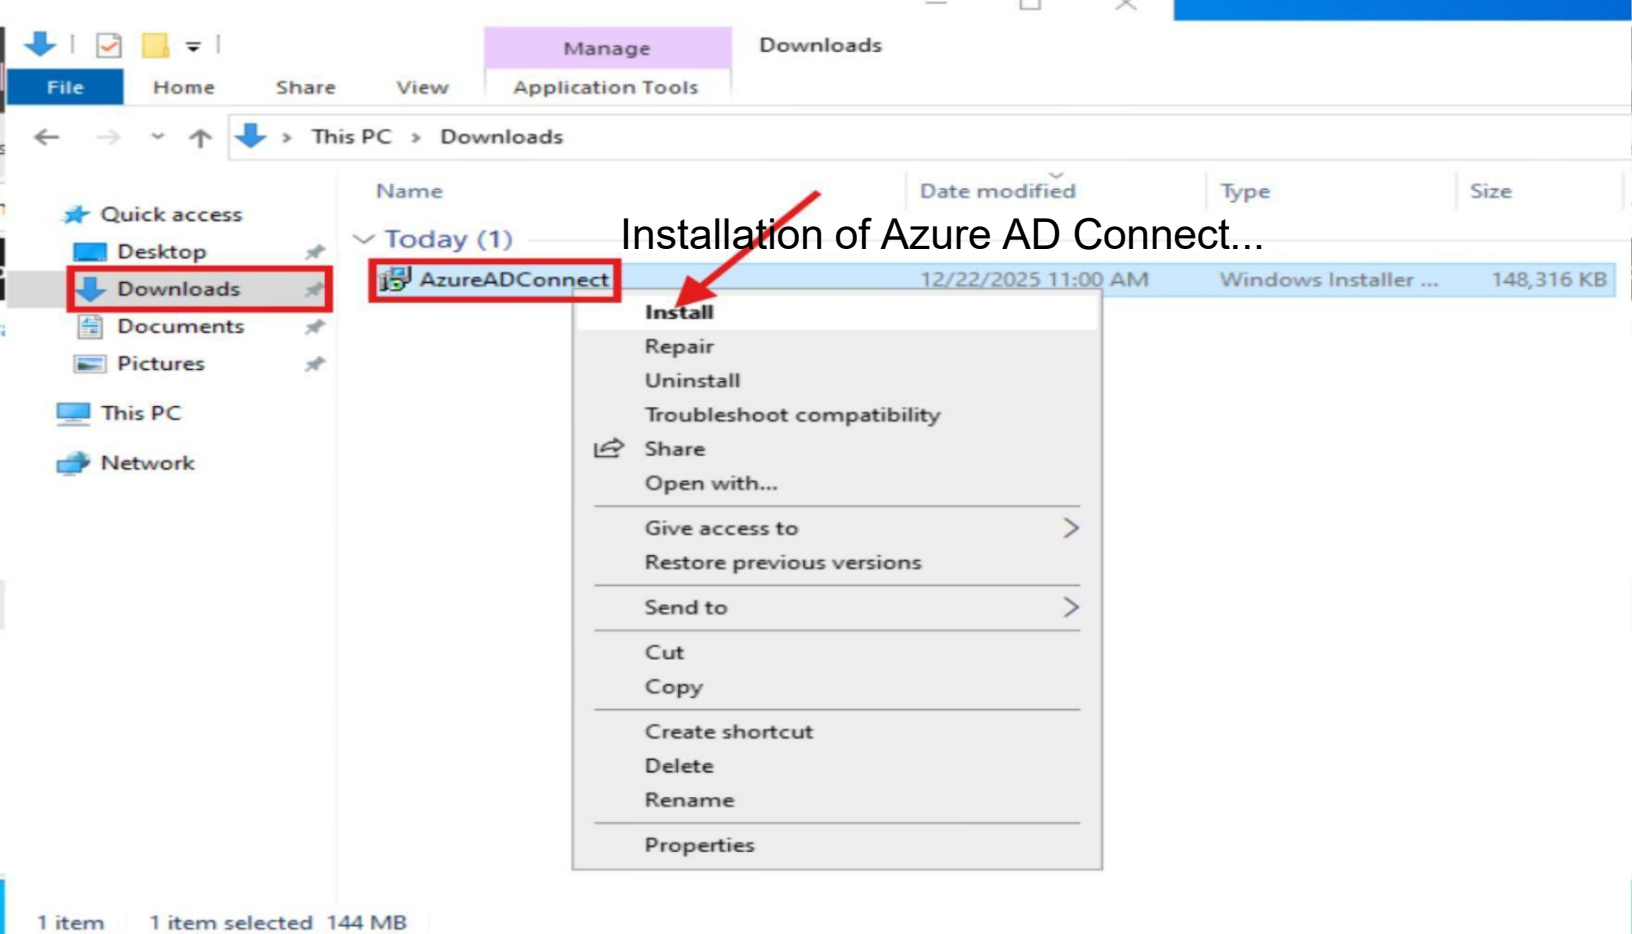 Manage
Downloads
File
Home
Share
View
Application Tools
This PC
Downloads
Name
Date modified
Type
Size
Quick access
Desktop
Downloads
Documents
Pictures
This PC
Network
Today (1)
Installation of Azure AD Connect...
AzureADConnect
12/22/2025 11:00 AM
Windows Installer ...
148,316 KB
Install
Repair
Uninstall
Troubleshoot compatibility
Share
Open with...
Give access to
Restore previous versions
Send to
Cut
Copy
Create shortcut
Delete
Rename
Properties
1 item
1 item selected 144 MB